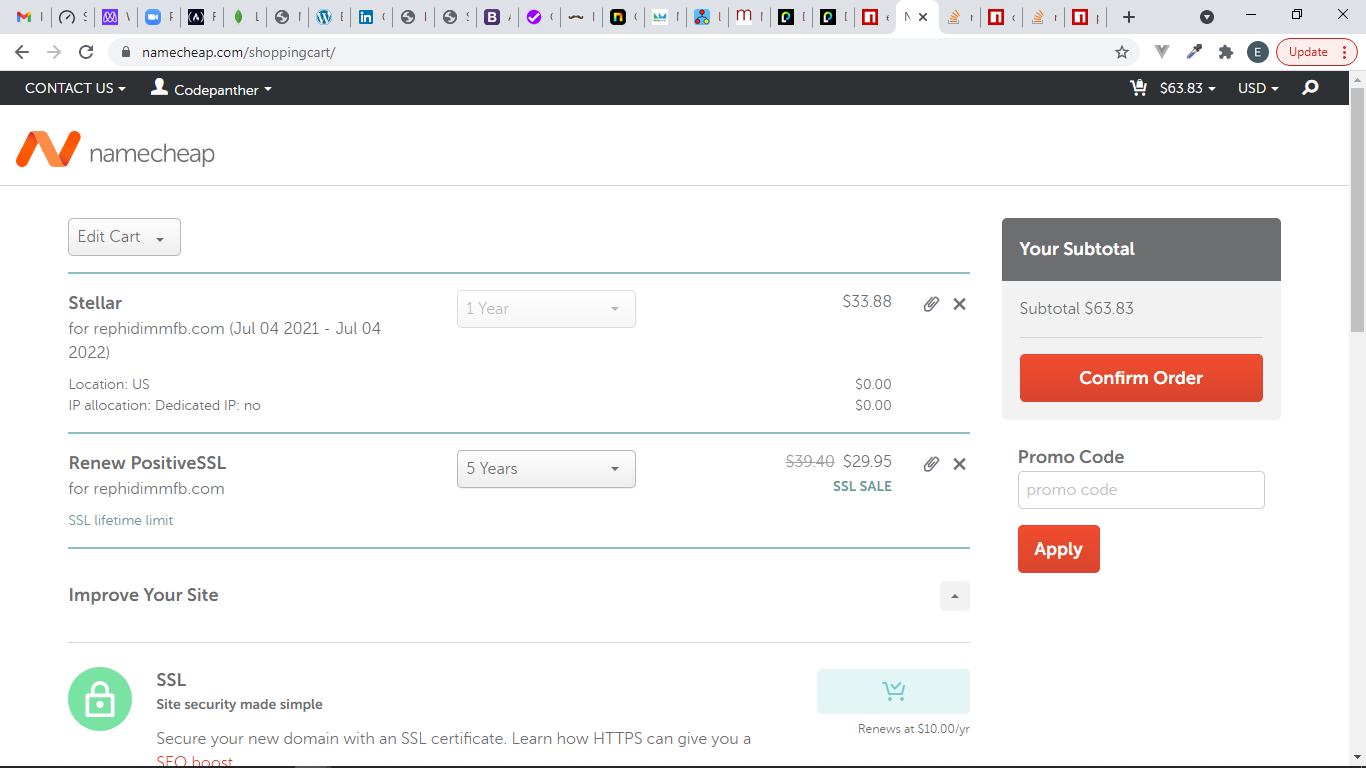 namecheap.com/shoppingcart/
E
Update
CONTACT US
Codepanther
$63.83
USD
namecheap
Edit Cart
Your Subtotal
Subtotal $63.83
Confirm Order
Stellar
1 Year
$33.88
for rephidimmfb.com (Jul 04 2021 - Jul 04
2022)
Location: US
$0.00
IP allocation: Dedicated IP: no
$0.00
Renew PositiveSSL
5 Years
$39.40 $29.95
for rephidimmfb.com
SSL SALE
SSL lifetime limit
Promo Code
promo code
Apply
Improve Your Site
SSL
Site security made simple
Renews at $10.00/yr
Secure your new domain with an SSL certificate. Learn how HTTPS can give you a
SEO boost